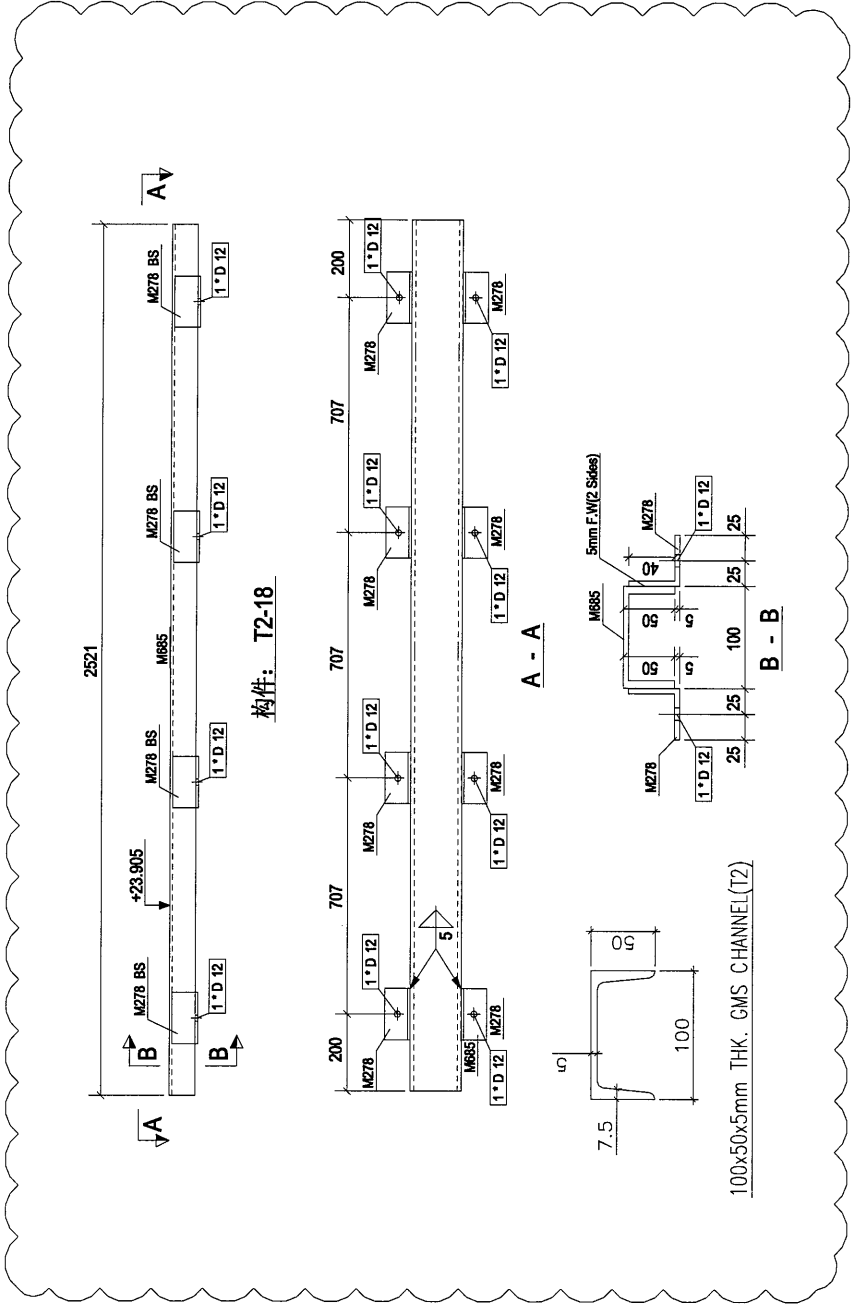 2521
A
A
+23.905
M278 BS
M278 BS
M685
M278 BS
M278 BS
B
B
1*D 12
1*D 12
1*D 12
1*D 12
构件: T2-18
200
707
707
707
200
1*D 12
1*D 12
1*D 12
1*D 12
M278
M278
M278
M278
5
M685
M278
M278
M278
M278
1*D 12
1*D 12
1*D 12
1*D 12
A - A
5
50
7.5
100
100x50x5mm THK. GMS CHANNEL(T2)
M685
5mm F.W(2 Sides)
M278
M278
1*D 12
1*D 12
50
50
40
5
5
25
25
100
25
25
B - B